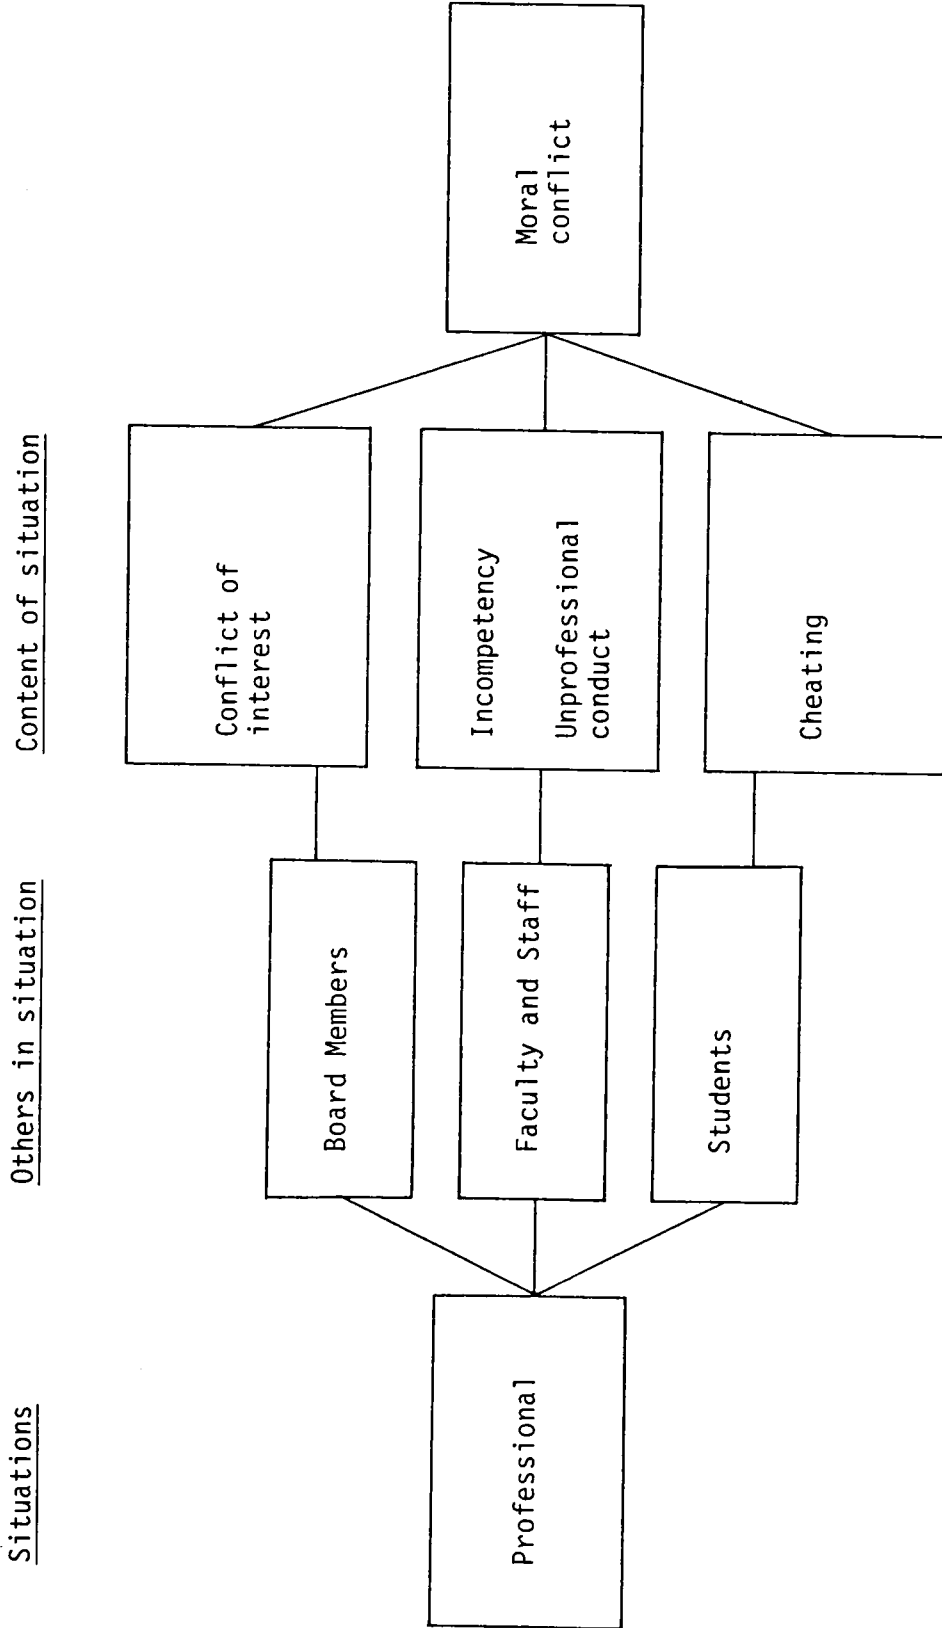 Situations
Others in situation
Content of situation
Professional
Board Members
Faculty and Staff
Students
Conflict of
interest
Incompetency
Unprofessional
conduct
Cheating
Moral
conflict